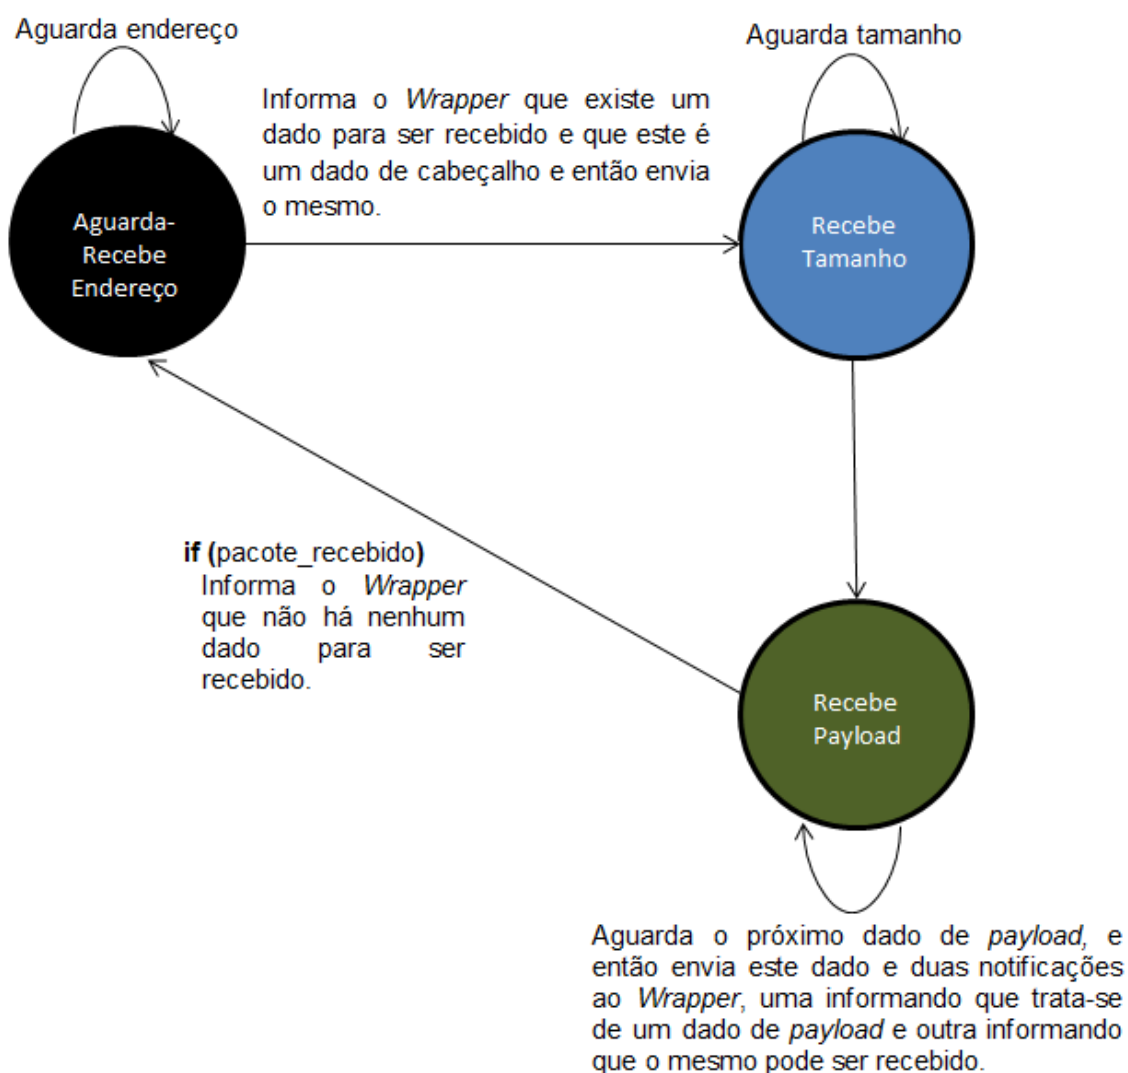 Aguarda endereço
Aguarda tamanho
Informa o Wrapper que existe um
dado para ser recebido e que este é
um dado de cabeçalho e então envia
o mesmo.
Aguarda-
Recebe
Endereço
Recebe
Tamanho
if (pacote_recebido)
Informa o Wrapper
que não há nenhum
dado para ser
recebido.
Recebe
Payload
Aguarda o próximo dado de payload, e
então envia este dado e duas notificações
ao Wrapper, uma informando que trata-se
de um dado de payload e outra informando
que o mesmo pode ser recebido.